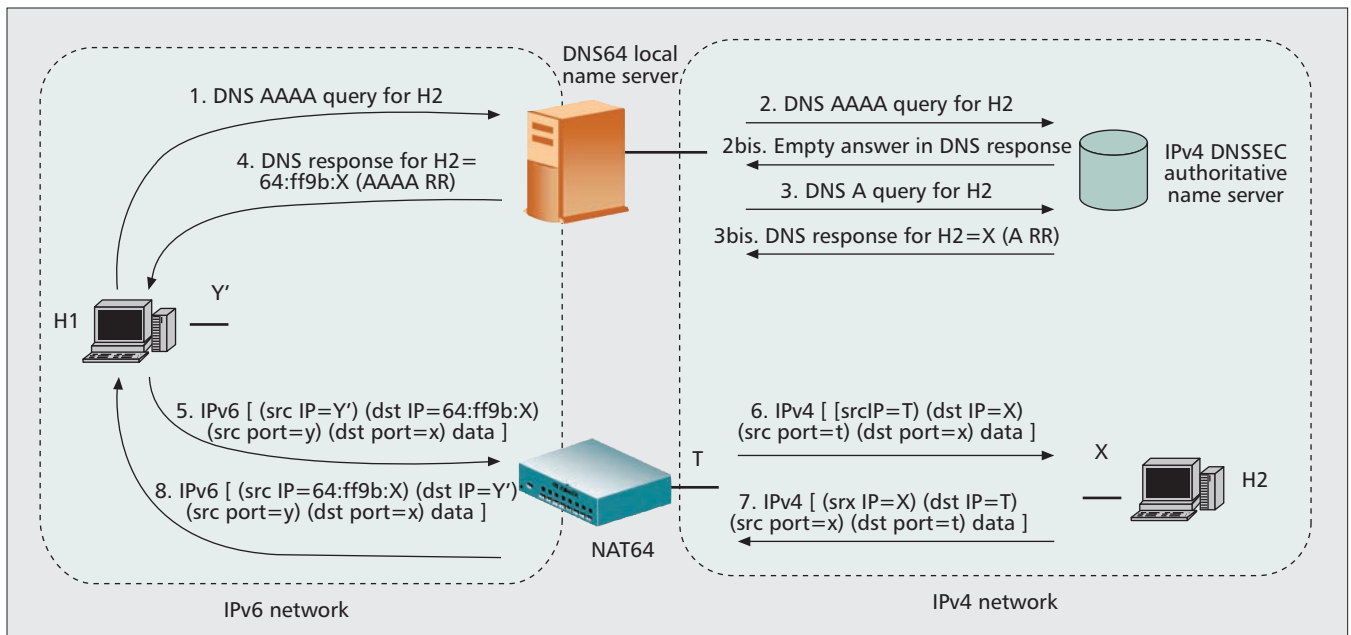 DNS64 local
name server
1. DNS AAAA query for H2
2. DNS AAAA query for H2
2bis. Empty answer in DNS response
4. DNS response for H2=
64:ff9b:X (AAAA RR)
IPv4 DNSSEC
authoritative
name server
3. DNS A query for H2
3bis. DNS response for H2=X (A RR)
Y'
H1
5. IPv6 [ (src IP=Y') (dst IP=64:ff9b:X)
(src port=y) (dst port=x) data ]
6. IPv4 [ [srcIP=T) (dst IP=X)
(src port=t) (dst port=x) data ]
T
X
H2
8. IPv6 [ (src IP=64:ff9b:X) (dst IP=Y')
(src port=y) (dst port=x) data ]
7. IPv4 [ (srx IP=X) (dst IP=T)
(src port=x) (dst port=t) data ]
NAT64
IPv6 network
IPv4 network